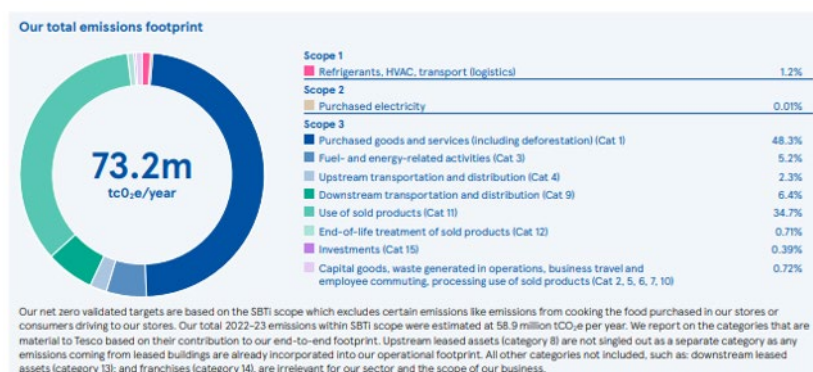 Our total emissions footprint
73.2m
tcO₂e/year
Scope 1
Refrigerants, HVAC, transport (logistics) 1.2%
Scope 2
Purchased electricity 0.01%
Scope 3
Purchased goods and services (including deforestation) (Cat 1) 48.3%
Fuel- and energy-related activities (Cat 3) 5.2%
Upstream transportation and distribution (Cat 4) 2.3%
Downstream transportation and distribution (Cat 9) 6.4%
Use of sold products (Cat 11) 34.7%
End-of-life treatment of sold products (Cat 12) 0.71%
Investments (Cat 15) 0.39%
Capital goods, waste generated in operations, business travel and 0.72%
employee commuting, processing use of sold products (Cat 2, 5, 6, 7, 10)
Our net zero validated targets are based on the SBTi scope which excludes certain emissions like emissions from cooking the food purchased in our stores or
consumers driving to our stores. Our total 2022-23 emissions within SBTi scope were estimated at 58.9 million tCO₂e per year. We report on the categories that are
material to Tesco based on their contribution to our end-to-end footprint. Upstream leased assets (category 8) are not singled out as a separate category as any
emissions coming from leased buildings are already incorporated into our operational footprint. All other categories not included, such as: downstream leased
assets (category 13); and franchises (category 14), are irrelevant for our sector and the scope of our business.